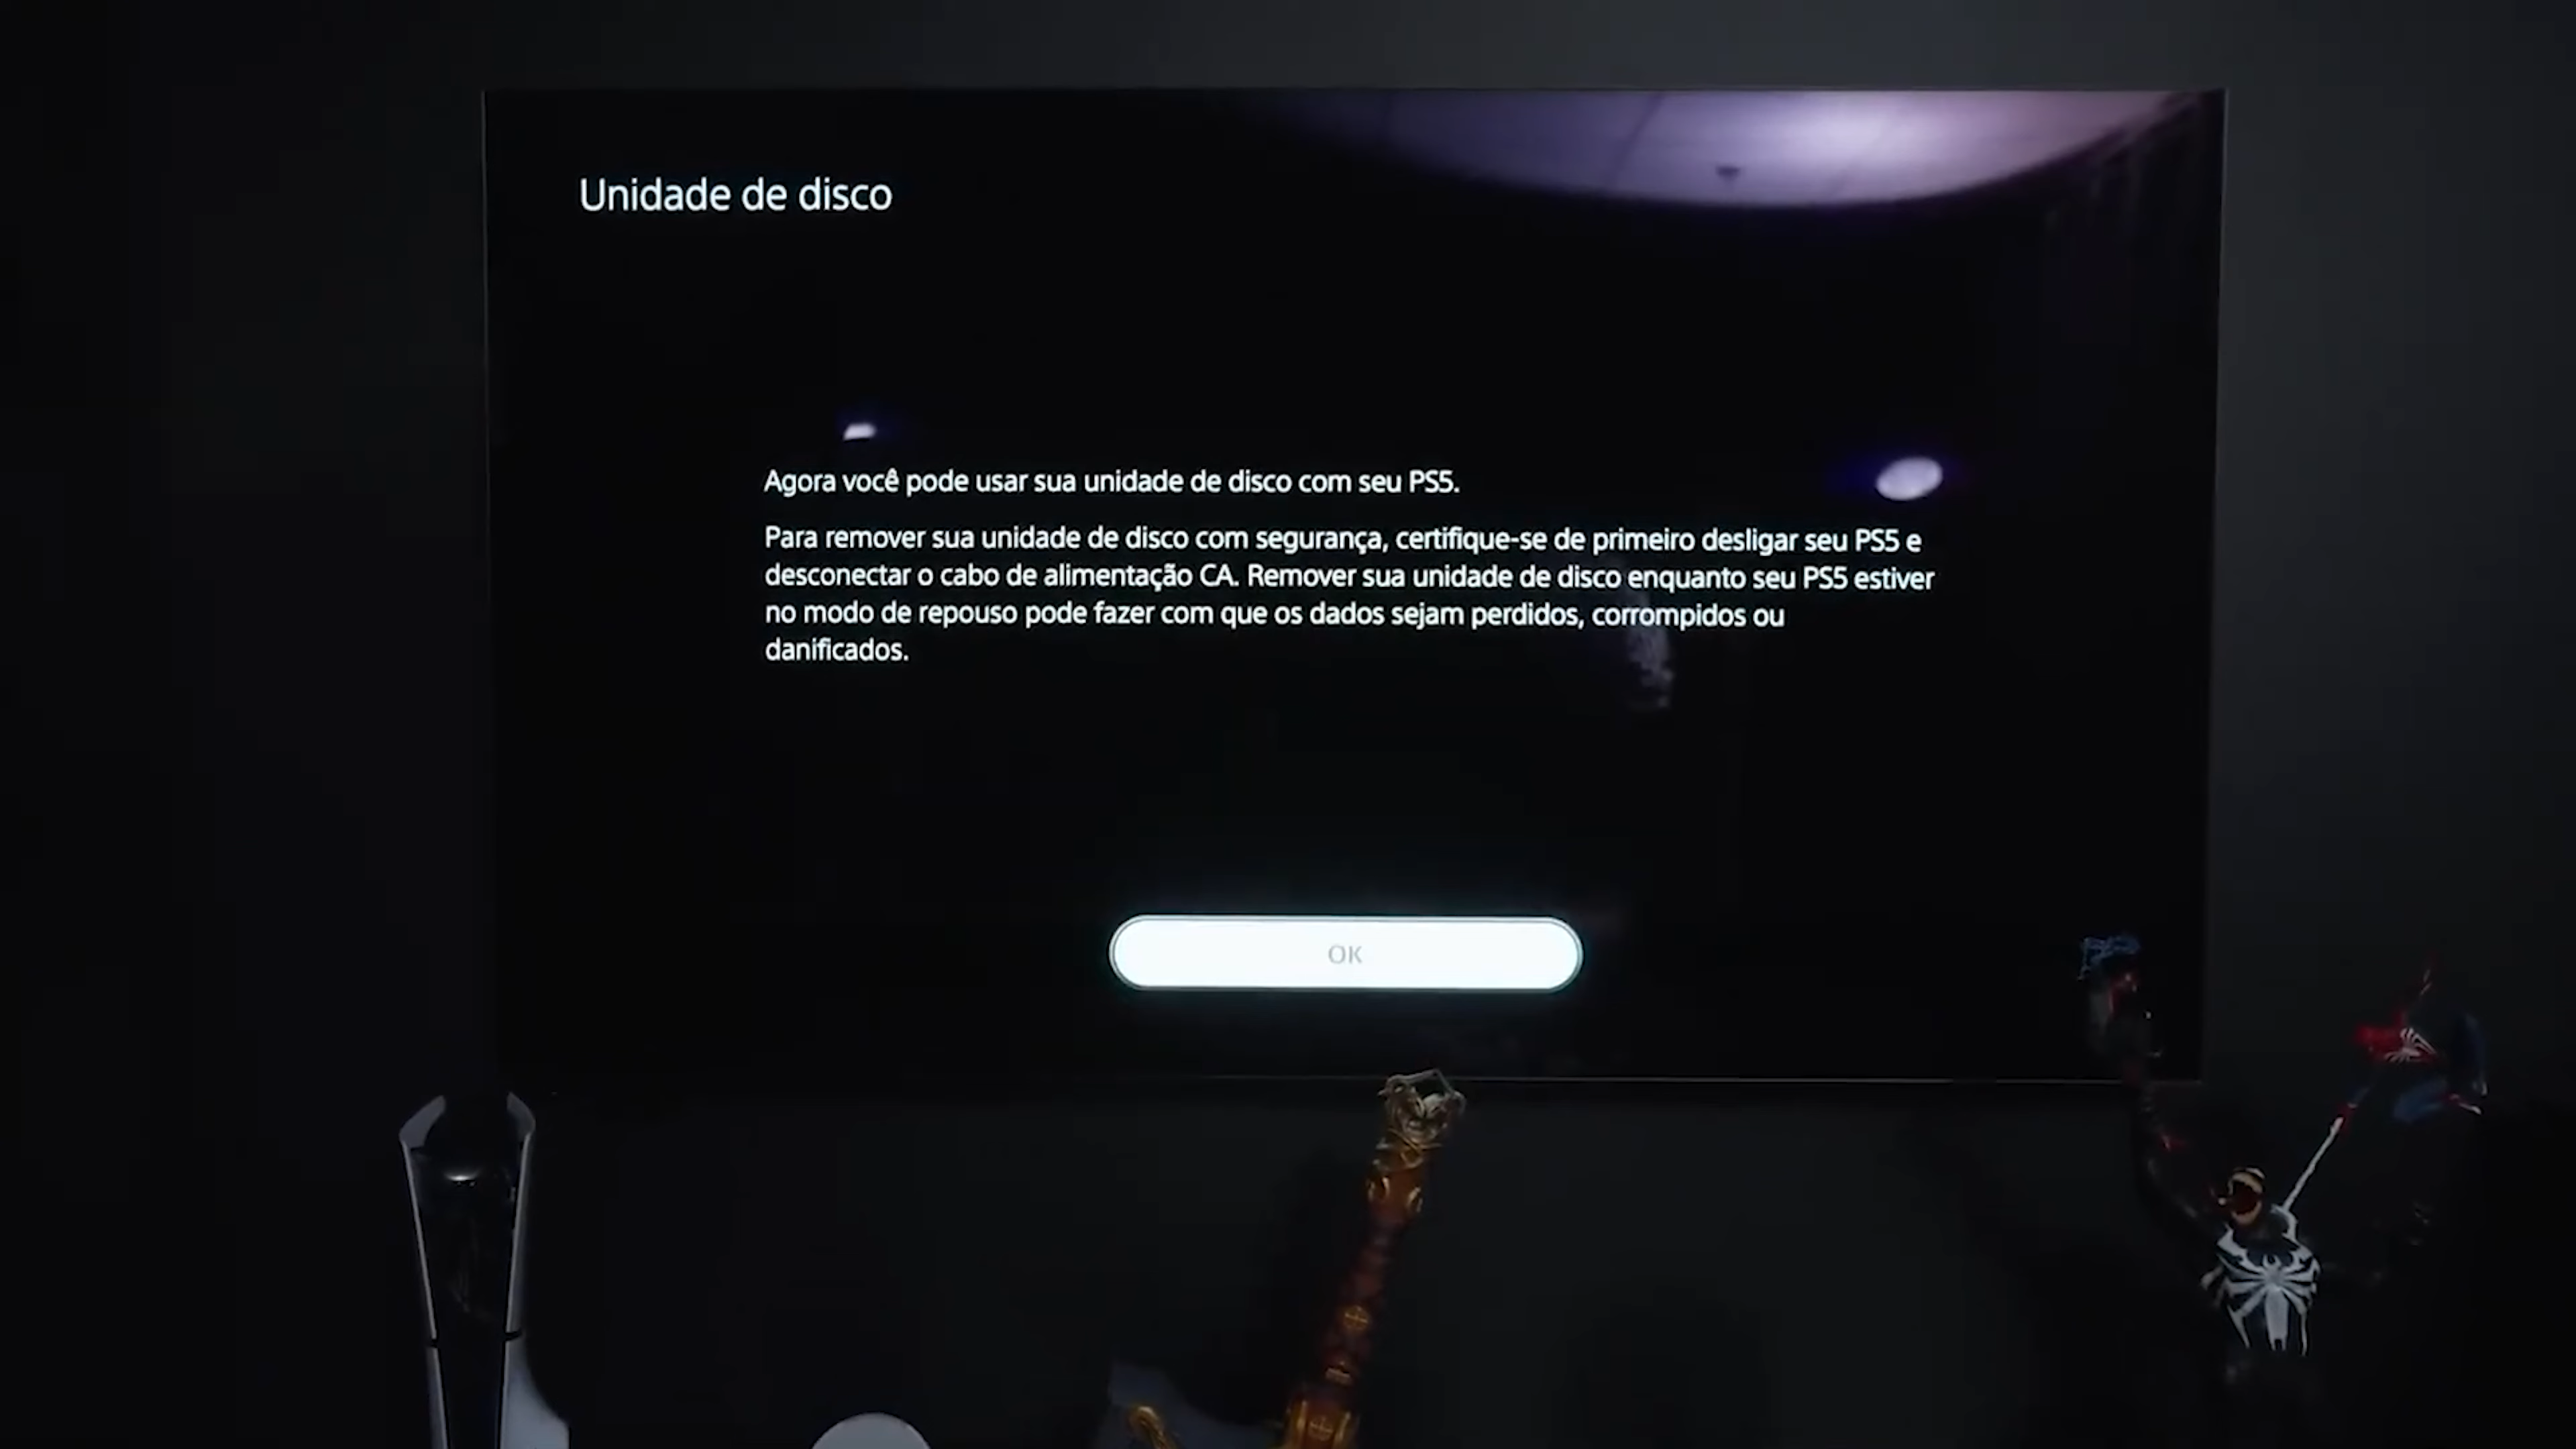 Unidade de disco
Agora você pode usar sua unidade de disco com seu PS5.
Para remover sua unidade de disco com segurança, certifique-se de primeiro desligar seu PS5 e
desconectar o cabo de alimentação CA. Remover sua unidade de disco enquanto seu PS5 estiver
no modo de repouso pode fazer com que os dados sejam perdidos, corrompidos ou
danificados.
OK